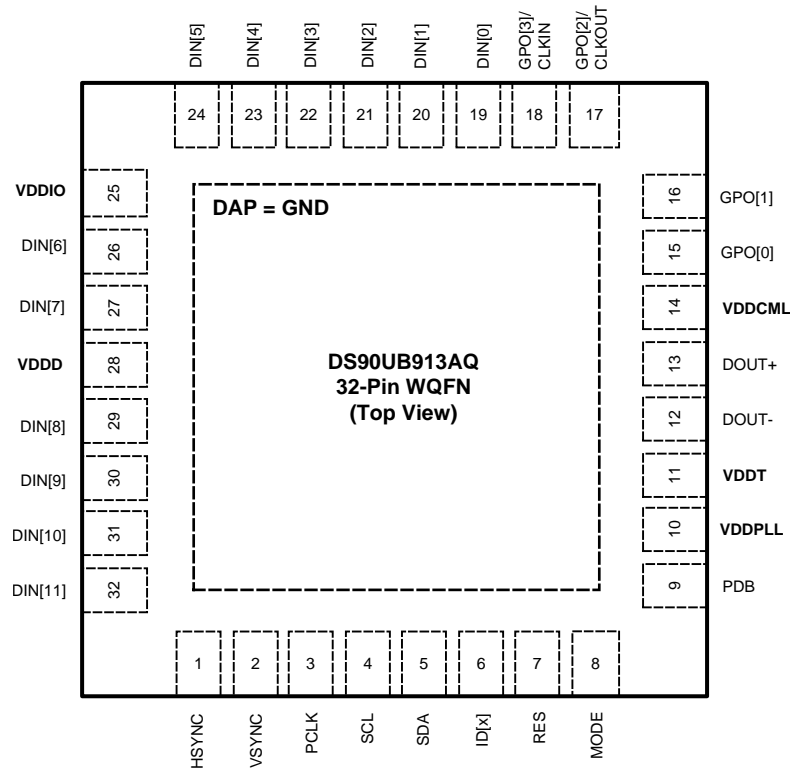 DIN[5]
DIN[4]
DIN[3]
DIN[2]
DIN[1]
DIN[0]
GPO[3]/
CLKIN
GPO[2]/
CLKOUT
24
23
22
21
20
19
18
17
VDDIO
25
DIN[6]
26
DIN[7]
27
VDDD
28
DIN[8]
29
DIN[9]
30
DIN[10]
31
DIN[11]
32
DAP = GND
DS90UB913AQ
32-Pin WQFN
(Top View)
16
GPO[1]
15
GPO[0]
14
VDDCML
13
DOUT+
12
DOUT-
11
VDDT
10
VDDPLL
9
PDB
1
2
3
4
5
6
7
8
HSYNC
VSYNC
PCLK
SCL
SDA
ID[x]
RES
MODE